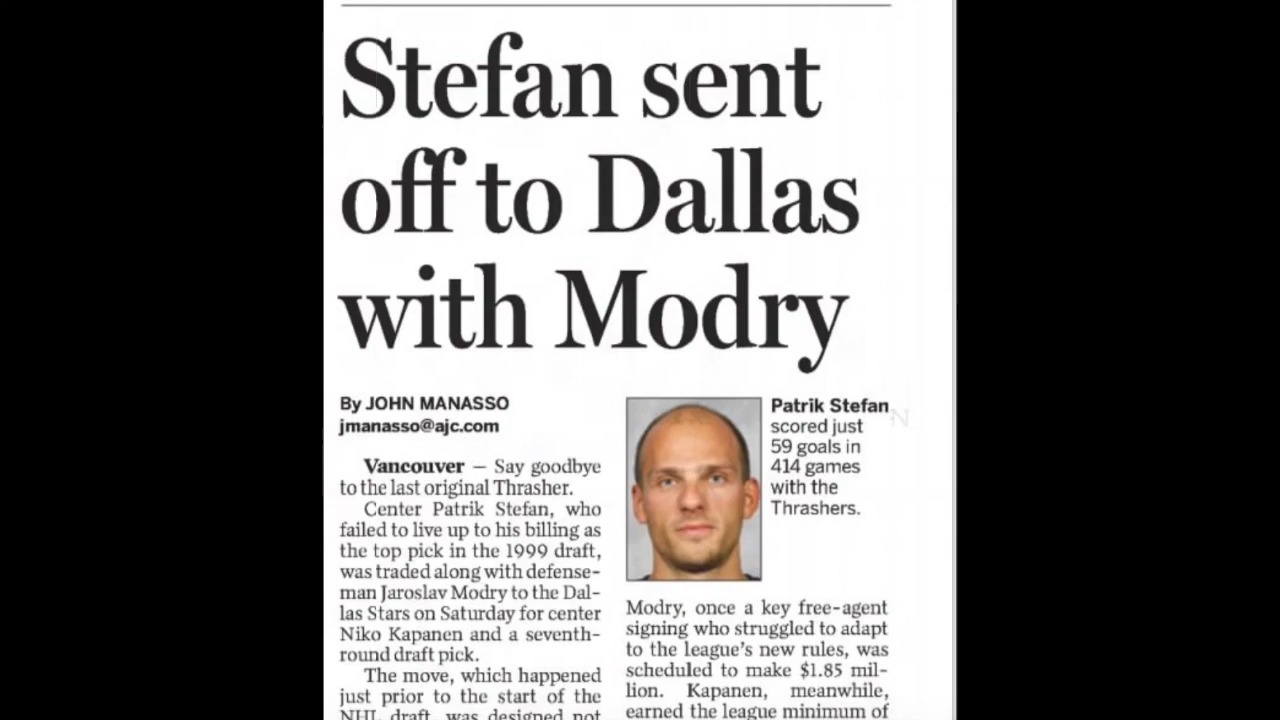 Stefan sent
off to Dallas
with Modry
By JOHN MANASSO
jmanasso@ajc.com
Vancouver — Say goodbye
to the last original Thrasher.
Center Patrik Stefan, who
failed to live up to his billing as
the top pick in the 1999 draft,
was traded along with defense-
man Jaroslav Modry to the Dal-
las Stars on Saturday for center
Niko Kapanen and a seventh-
round draft pick.
The move, which happened
just prior to the start of the
NHL draft, was designed not
Patrik Stefan
scored just
59 goals in
414 games
with the
Thrashers.
Modry, once a key free-agent
signing who struggled to adapt
to the league's new rules, was
scheduled to make $1.85 mil-
lion. Kapanen, meanwhile,
earned the league minimum of